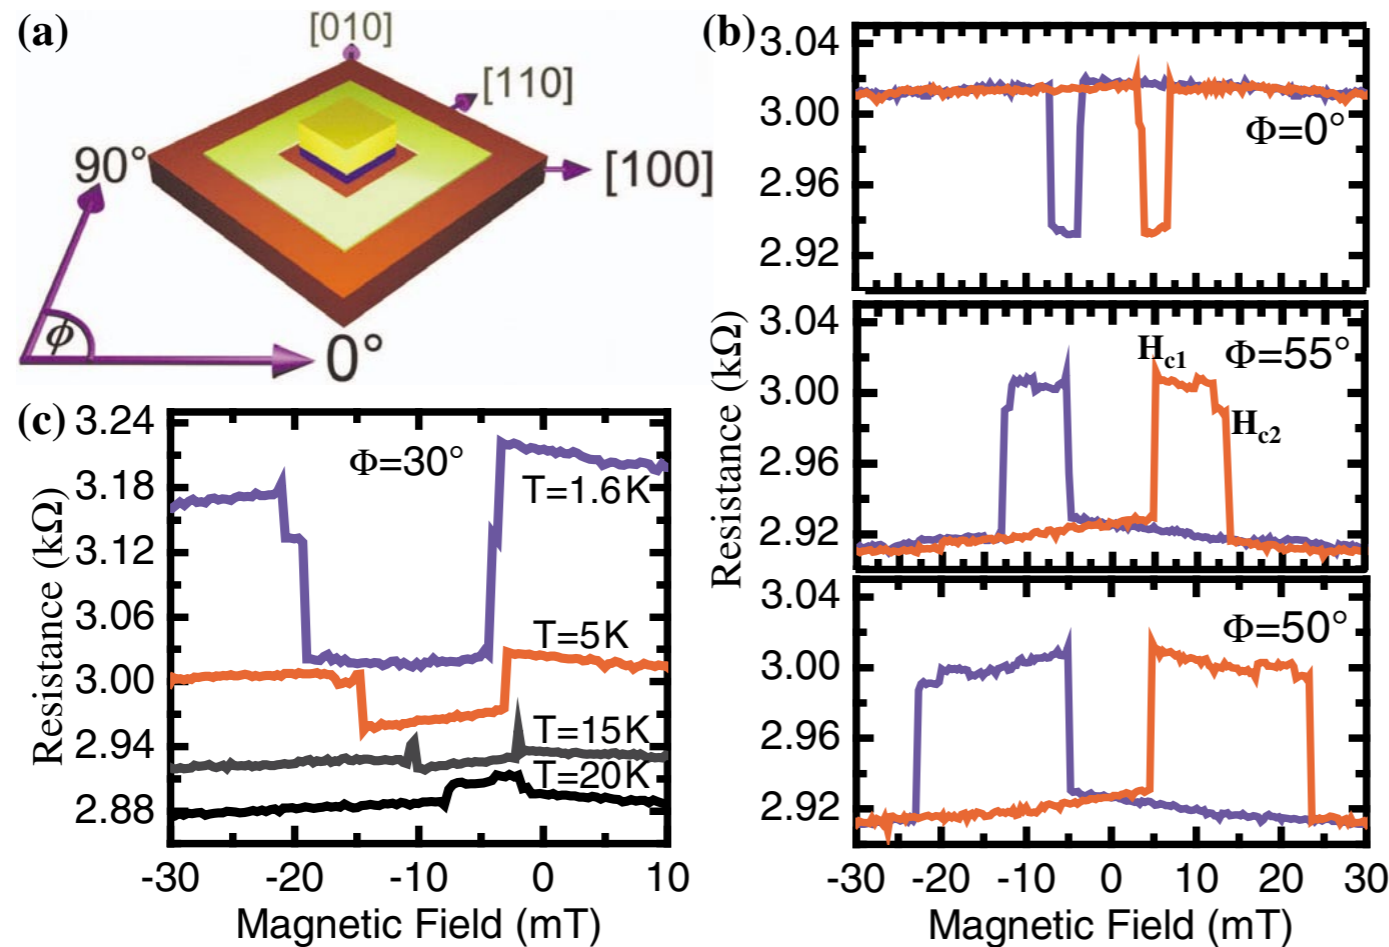 (a)
[010]
[110]
[100]
90°
ϕ
0°
(b)
Resistance (kΩ)
3.04
3.00
2.96
2.92
Φ=0°
3.04
3.00
2.96
2.92
H_c1
Φ=55°
H_c2
3.04
3.00
2.96
2.92
Φ=50°
-30 -20 -10 0 10 20 30
Magnetic Field (mT)
(c)
Resistance (kΩ)
3.24
3.18
3.12
3.06
3.00
2.94
2.88
Φ=30°
T=1.6K
T=5K
T=15K
T=20K
-30 -20 -10 0 10
Magnetic Field (mT)